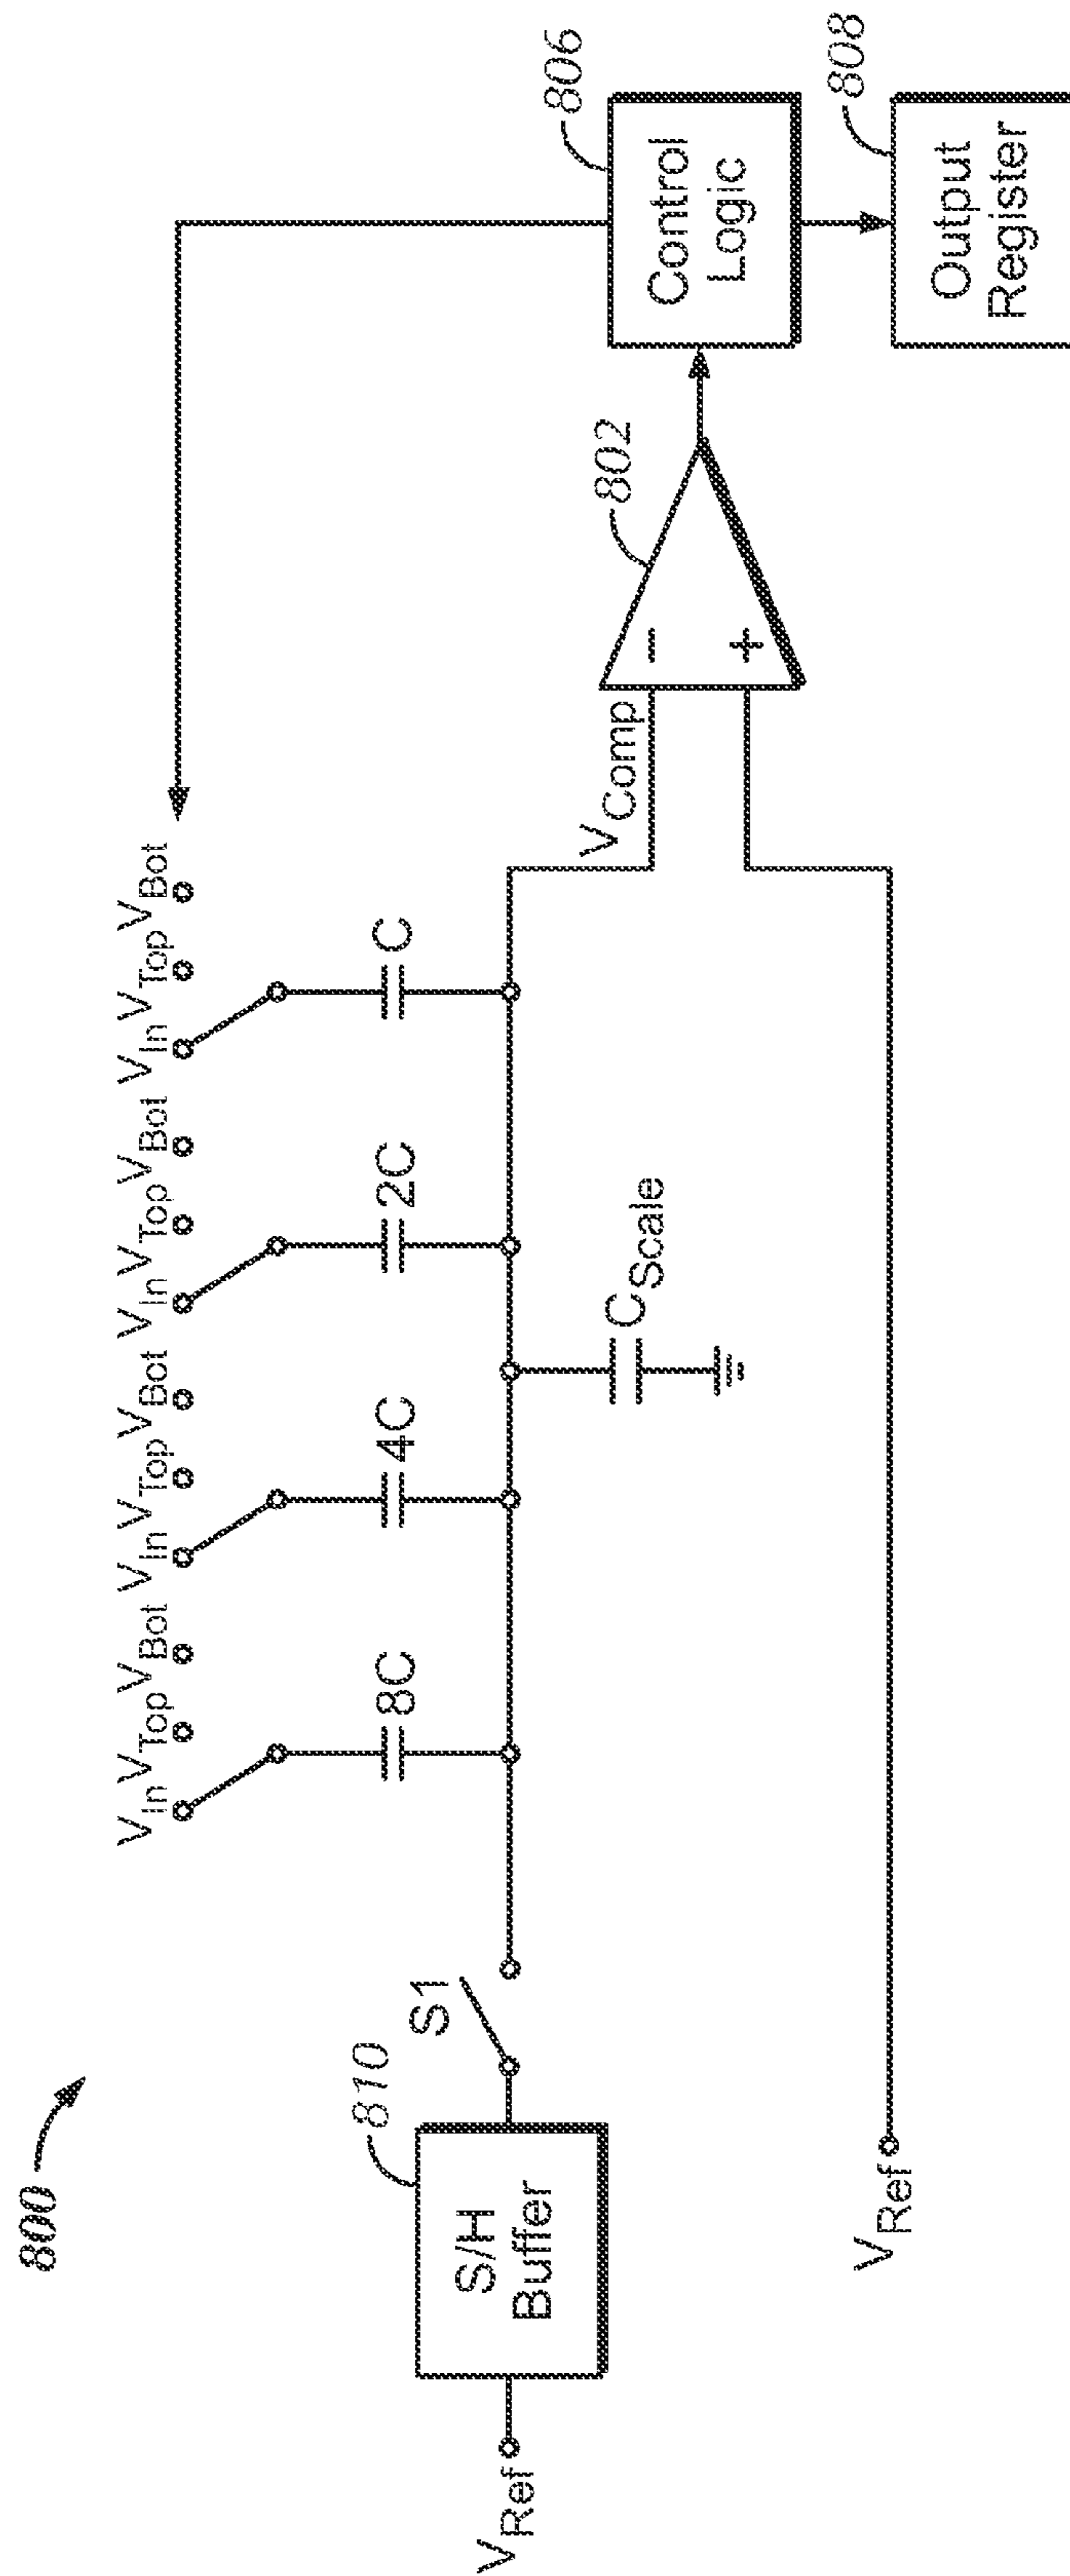 800
V_In V_Top V_Bot V_In V_Top V_Bot V_In V_Top V_Bot V_In V_Top V_Bot
8C
4C
2C
C
810
S1
V_Ref
S/H
Buffer
C_Scale
V_Comp
802
806
Control
Logic
808
Output
Register
V_Ref